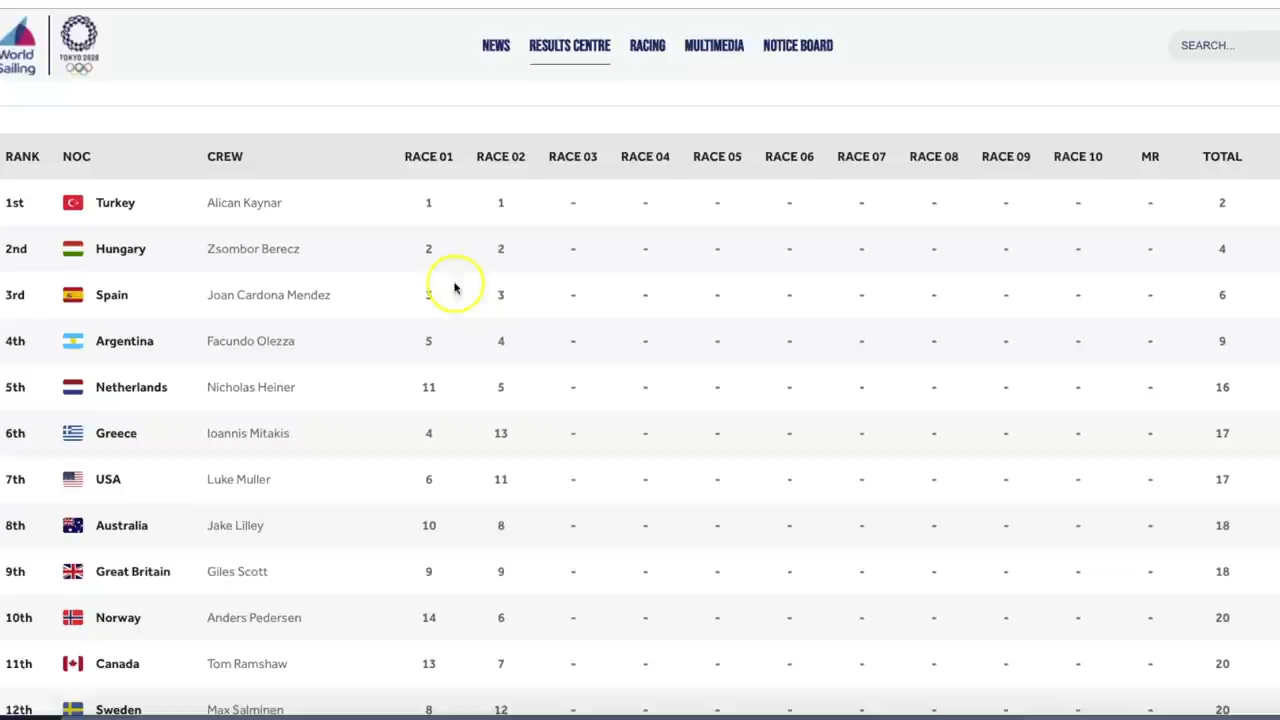 World Sailing
TOKYO 2020
NEWS RESULTS CENTRE RACING MULTIMEDIA NOTICE BOARD
SEARCH...
RANK NOC CREW RACE 01 RACE 02 RACE 03 RACE 04 RACE 05 RACE 06 RACE 07 RACE 08 RACE 09 RACE 10 MR TOTAL
1st Turkey Alican Kaynar 1 1 - - - - - - - - - 2
2nd Hungary Zsombor Berecz 2 2 - - - - - - - - - 4
3rd Spain Joan Cardona Mendez 3 3 - - - - - - - - - 6
4th Argentina Facundo Olezza 5 4 - - - - - - - - - 9
5th Netherlands Nicholas Heiner 11 5 - - - - - - - - - 16
6th Greece Ioannis Mitakis 4 13 - - - - - - - - - 17
7th USA Luke Muller 6 11 - - - - - - - - - 17
8th Australia Jake Lilley 10 8 - - - - - - - - - 18
9th Great Britain Giles Scott 9 9 - - - - - - - - - 18
10th Norway Anders Pedersen 14 6 - - - - - - - - - 20
11th Canada Tom Ramshaw 13 7 - - - - - - - - - 20
12th Sweden Max Salminen 8 12 - - - - - - - - - 20